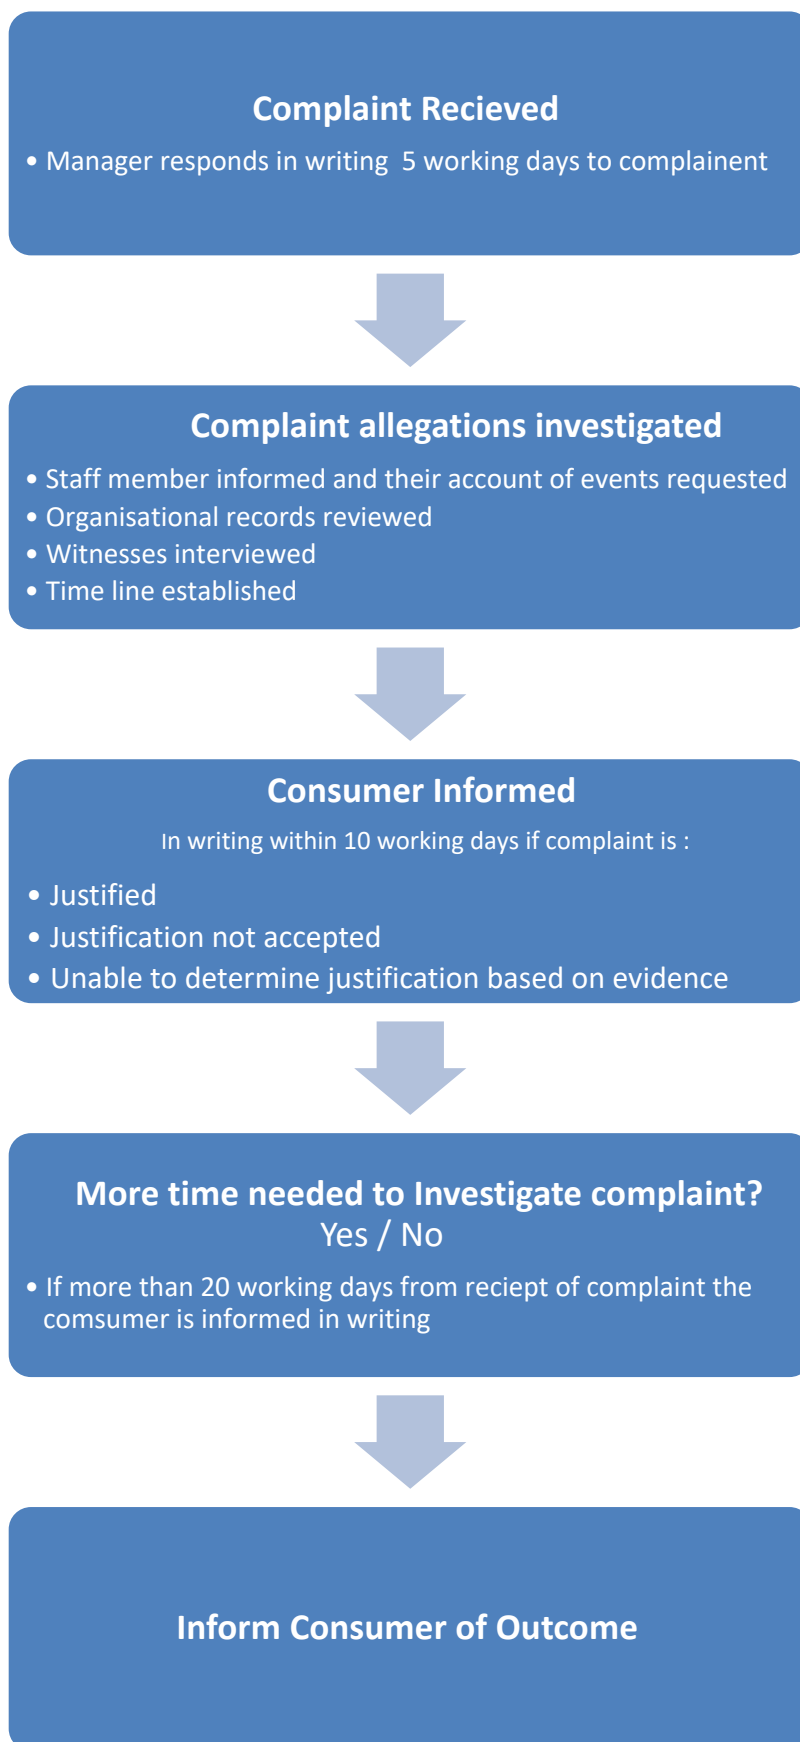 Complaint Recieved
• Manager responds in writing  5 working days to complainent
Complaint allegations investigated
• Staff member informed and their account of events requested
• Organisational records reviewed
• Witnesses interviewed
• Time line established
Consumer Informed
In writing within 10 working days if complaint is :
• Justified
• Justification not accepted
• Unable to determine justification based on evidence
More time needed to Investigate complaint?
Yes / No
• If more than 20 working days from reciept of complaint the
comsumer is informed in writing
Inform Consumer of Outcome